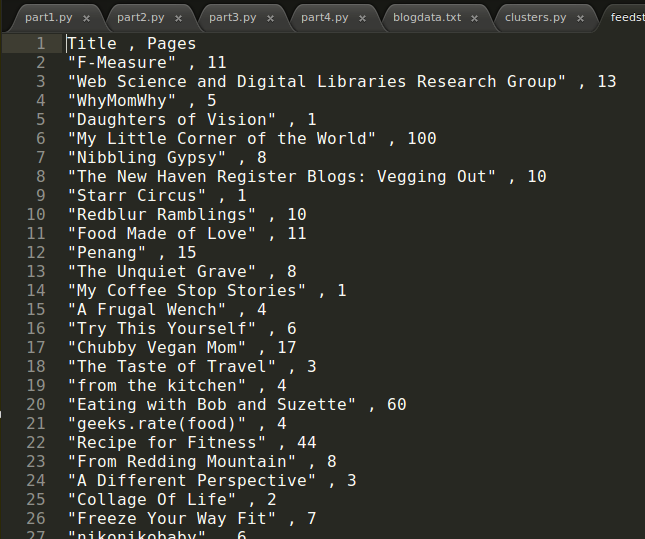 part1.py × part2.py × part3.py × part4.py × blogdata.txt × clusters.py × feedst
1 Title , Pages
2 "F-Measure" , 11
3 "Web Science and Digital Libraries Research Group" , 13
4 "WhyMomWhy" , 5
5 "Daughters of Vision" , 1
6 "My Little Corner of the World" , 100
7 "Nibbling Gypsy" , 8
8 "The New Haven Register Blogs: Vegging Out" , 10
9 "Starr Circus" , 1
10 "Redblur Ramblings" , 10
11 "Food Made of Love" , 11
12 "Penang" , 15
13 "The Unquiet Grave" , 8
14 "My Coffee Stop Stories" , 1
15 "A Frugal Wench" , 4
16 "Try This Yourself" , 6
17 "Chubby Vegan Mom" , 17
18 "The Taste of Travel" , 3
19 "from the kitchen" , 4
20 "Eating with Bob and Suzette" , 60
21 "geeks.rate(food)" , 4
22 "Recipe for Fitness" , 44
23 "From Redding Mountain" , 8
24 "A Different Perspective" , 3
25 "Collage Of Life" , 2
26 "Freeze Your Way Fit" , 7
27 "nikonikobaby" , 6